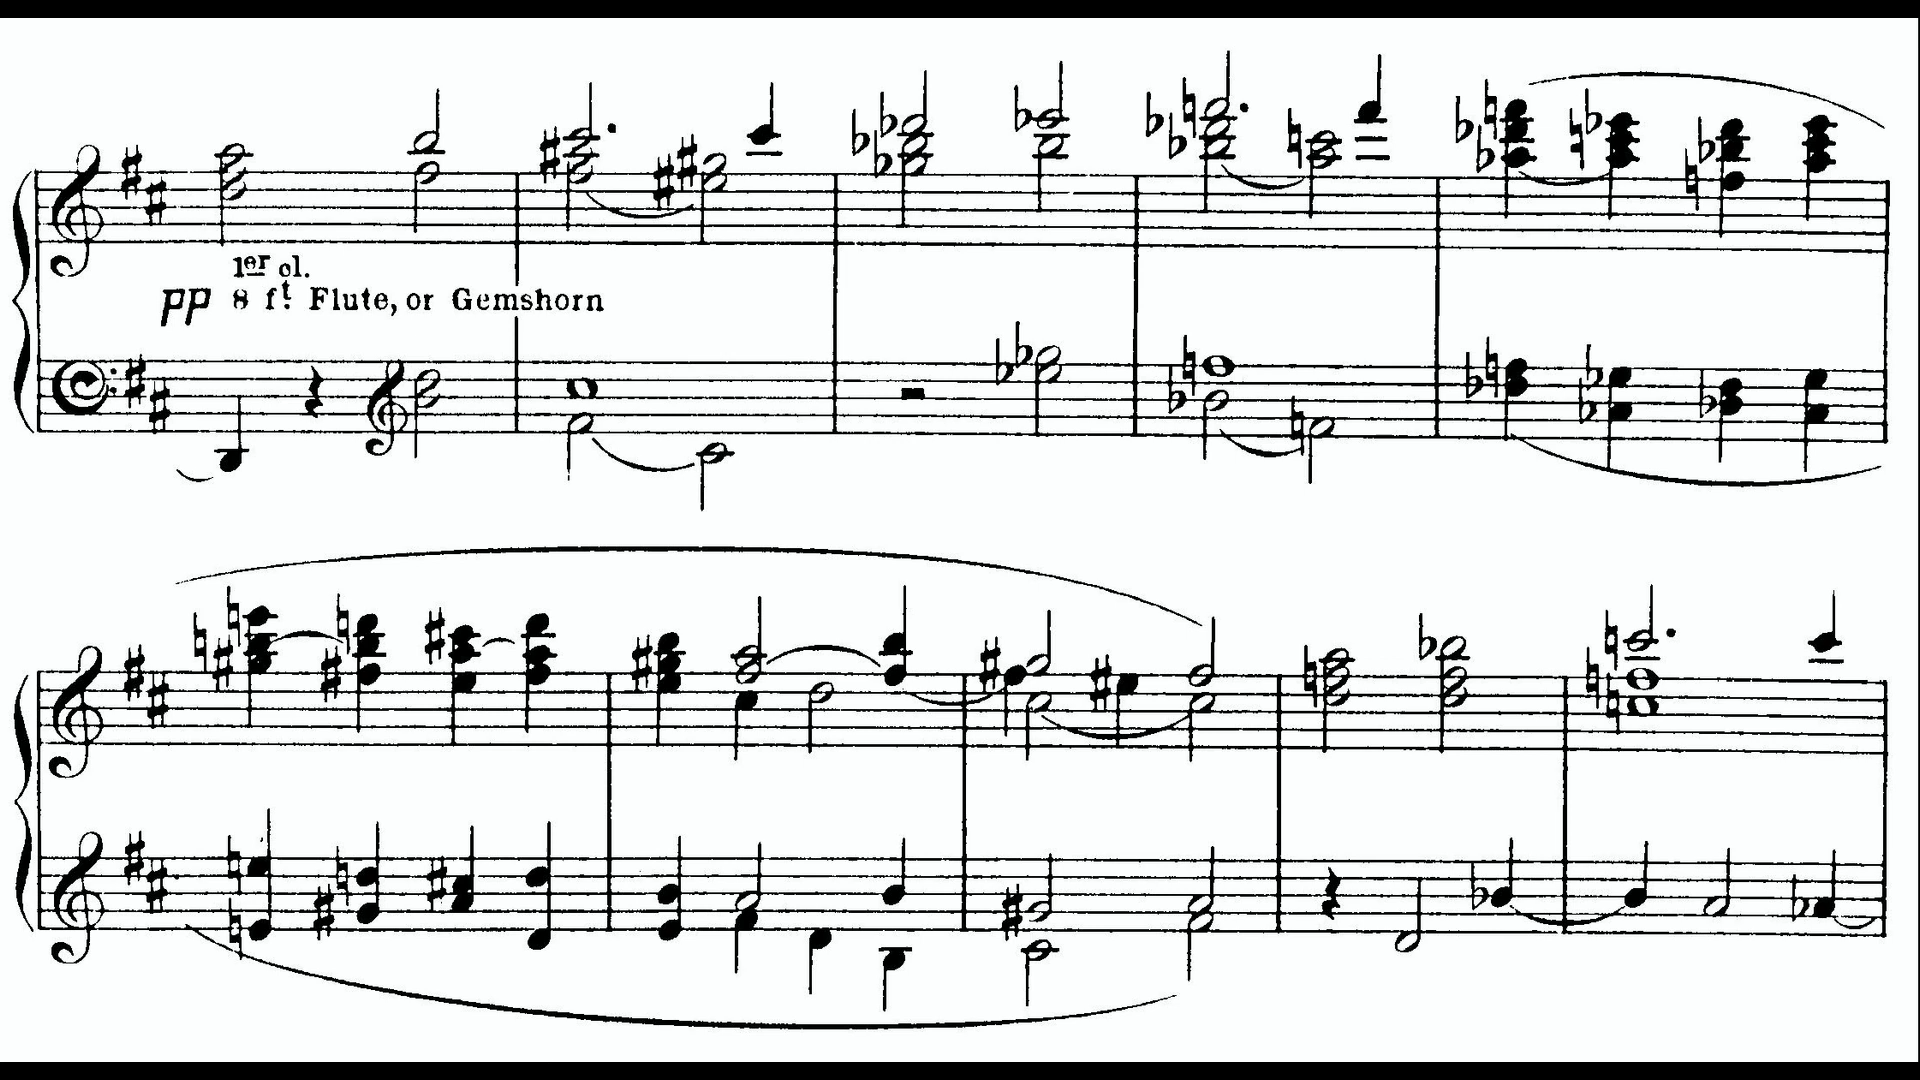 1er cl.
pp 8 ft. Flute, or Gemshorn